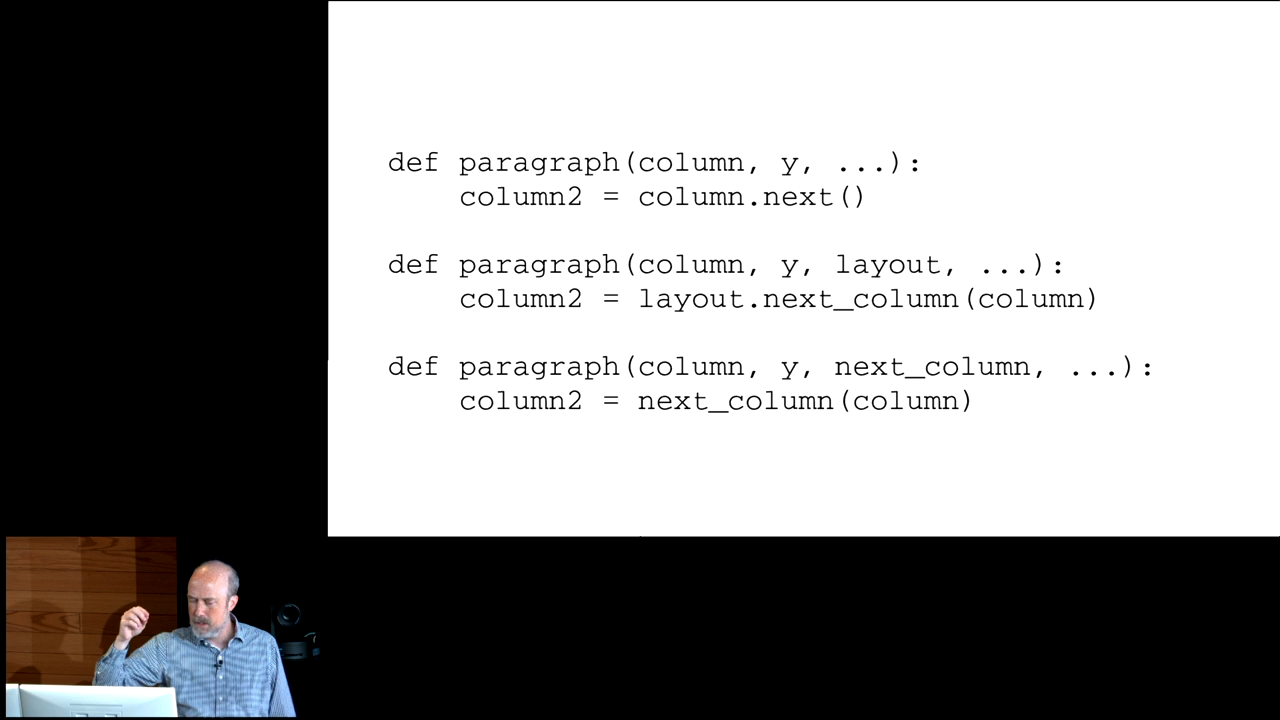 def paragraph(column, y, ...):
    column2 = column.next()
def paragraph(column, y, layout, ...):
    column2 = layout.next_column(column)
def paragraph(column, y, next_column, ...):
    column2 = next_column(column)